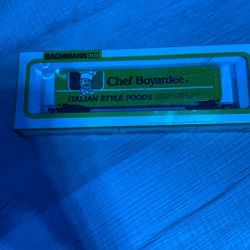 BACHMANN
Chef Boyardee
ITALIAN STYLE FOODS